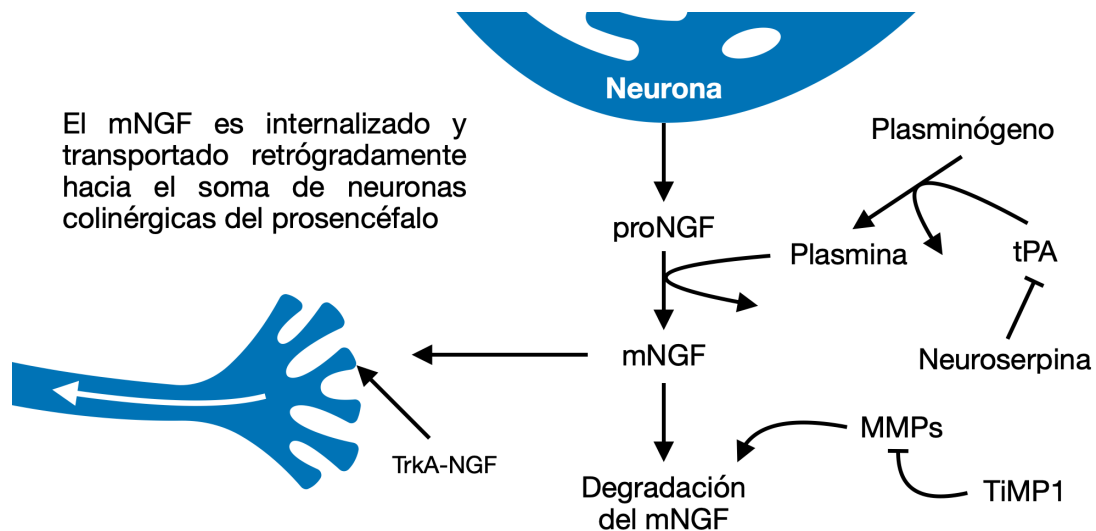 Neurona
El mNGF es internalizado y
transportado retrógradamente
hacia el soma de neuronas
colinérgicas del prosencéfalo
Plasminógeno
proNGF
Plasmina
tPA
mNGF
Neuroserpina
TrkA-NGF
MMPs
Degradación
del mNGF
TiMP1